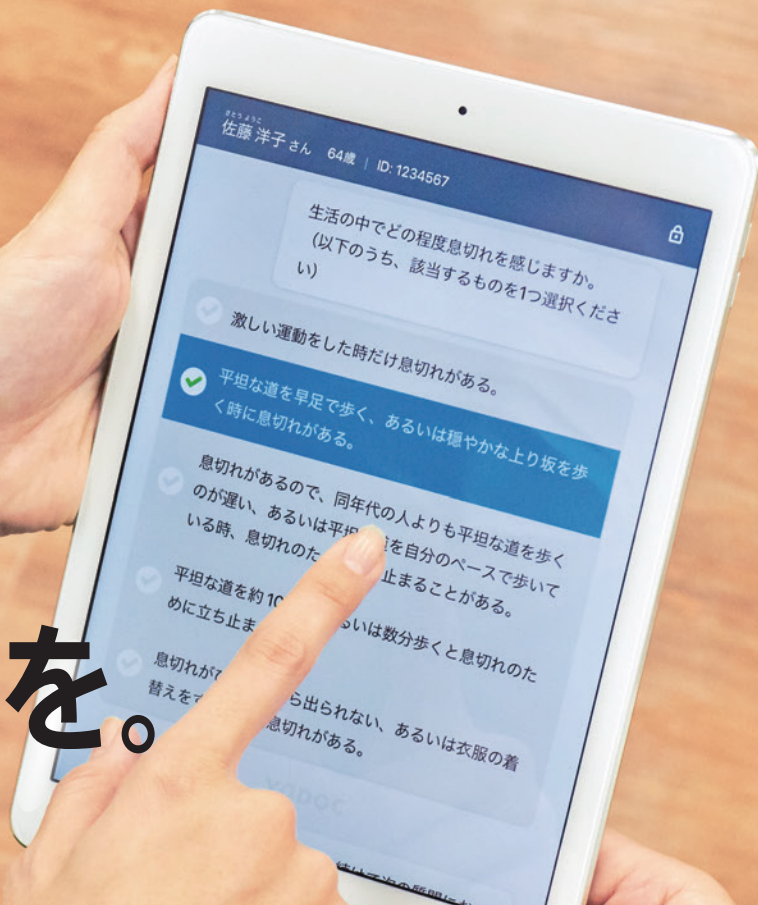 さとう ようこ
佐藤 洋子 さん 64歳 | ID: 1234567
生活の中でどの程度息切れを感じますか。
(以下のうち、該当するものを1つ選択くださ
い)
激しい運動をした時だけ息切れがある。
平坦な道を早足で歩く、あるいは穏やかな上り坂を歩
く時に息切れがある。
息切れがあるので、同年代の人よりも平坦な道を歩く
のが遅い、あるいは平坦 を自分のペースで歩いて
いる時、息切れのた 止まることがある。
平坦な道を約10 るいは数分歩くと息切れのた
めに立ち止ま
息切れが ら出られない、あるいは衣服の着
替えを 息切れがある。
を。